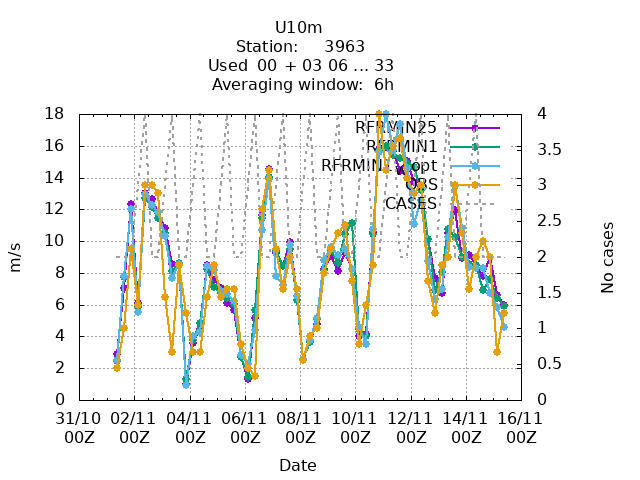 U10m
Station: 3963
Used 00 + 03 06 ... 33
Averaging window: 6h
18
16
14
12
10
8
6
4
2
0
m/s
4
3.5
3
2.5
2
1.5
1
0.5
0
No cases
RFRMIN25
RFRMIN1
OBS
CASES
31/10 02/11 04/11 06/11 08/11 10/11 12/11 14/11 16/11
00Z 00Z 00Z 00Z 00Z 00Z 00Z 00Z 00Z
Date